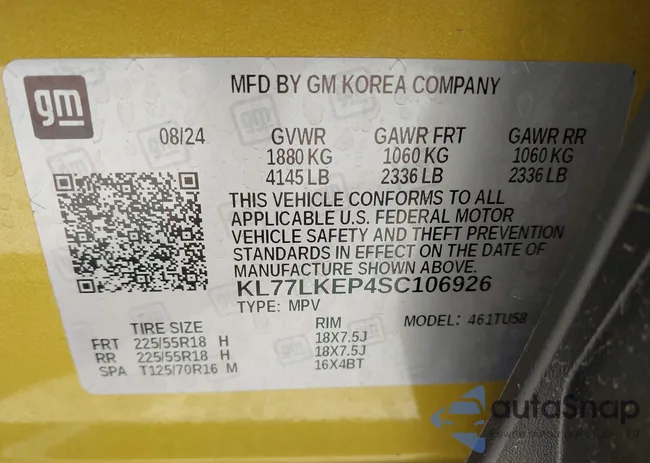 gm
MFD BY GM KOREA COMPANY
08/24 GVWR GAWR FRT GAWR RR
1880 KG 1060 KG 1060 KG
4145 LB 2336 LB 2336 LB
THIS VEHICLE CONFORMS TO ALL
APPLICABLE U.S. FEDERAL MOTOR
VEHICLE SAFETY AND THEFT PREVENTION
STANDARDS IN EFFECT ON THE DATE OF
MANUFACTURE SHOWN ABOVE.
KL77LKEP4SC106926
TYPE: MPV
TIRE SIZE RIM MODEL: 461TU58
FRT 225/55R18 H 18X7.5J
RR 225/55R18 H 18X7.5J
SPA T125/70R16 M 16X4BT
autaSnap